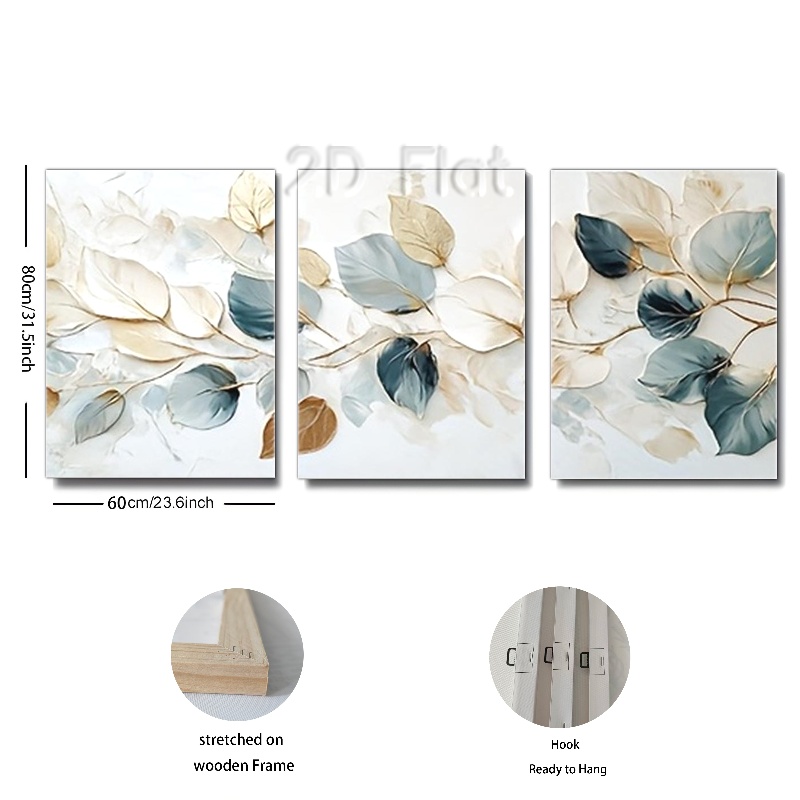 2D Flat
80cm/31.5inch
60cm/23.6inch
stretched on
wooden Frame
Hook
Ready to Hang